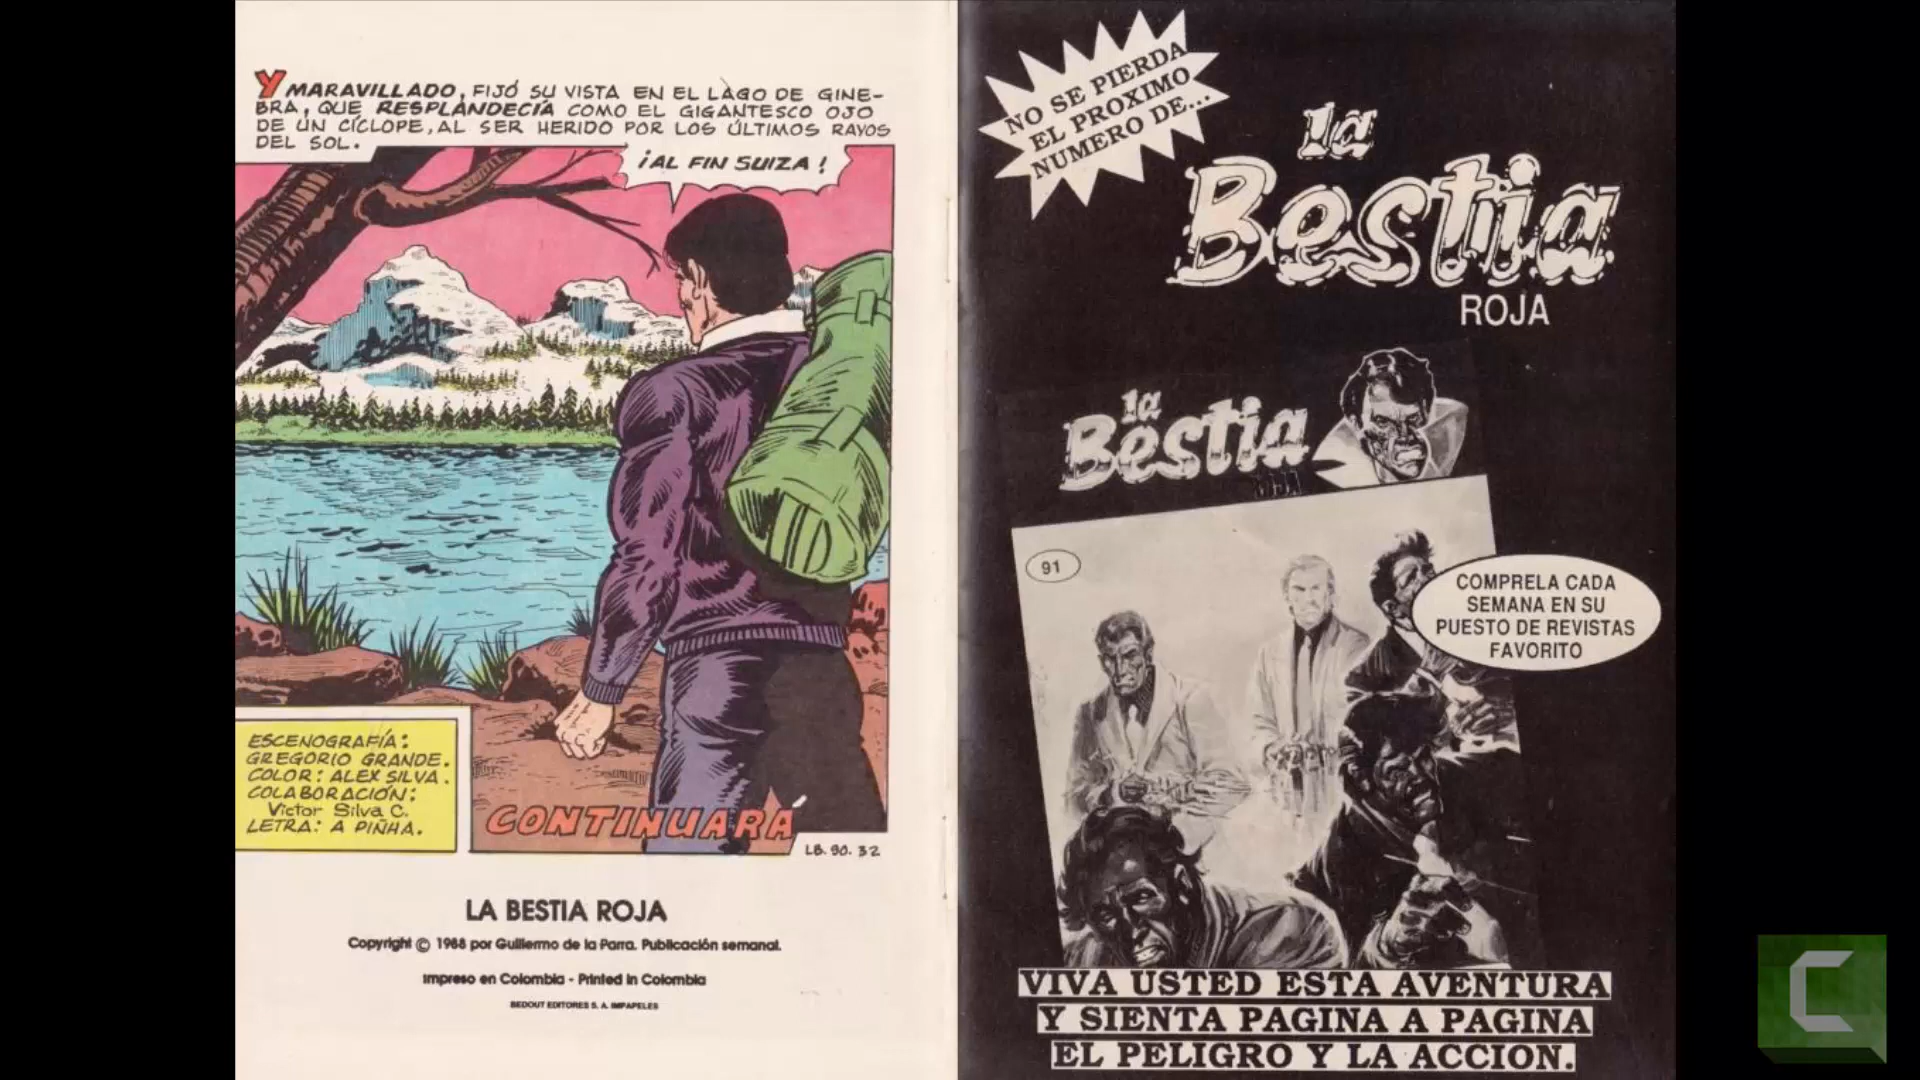 Y MARAVILLADO, FIJÓ SU VISTA EN EL LAGO DE GINE-
BRA, QUE RESPLANDECÍA COMO EL GIGANTESCO OJO
DE UN CÍCLOPE, AL SER HERIDO POR LOS ÚLTIMOS RAYOS
DEL SOL.
¡AL FIN SUIZA!
ESCENOGRAFÍA:
GREGORIO GRANDE.
COLOR: ALEX SILVA.
COLABORACIÓN:
Victor Silva C.
LETRA: A PIÑHA.
CONTINUARÁ
LB. 90. 32
LA BESTIA ROJA
Copyright © 1988 por Guillermo de la Parra. Publicación semanal.
Impreso en Colombia - Printed in Colombia
BEDOUT EDITORES S. A. IMPAPELES
NO SE PIERDA
EL PROXIMO
NUMERO DE...
la
Bestia
ROJA
la
Bestia
91
COMPRELA CADA
SEMANA EN SU
PUESTO DE REVISTAS
FAVORITO
VIVA USTED ESTA AVENTURA
Y SIENTA PAGINA A PAGINA
EL PELIGRO Y LA ACCION.
C